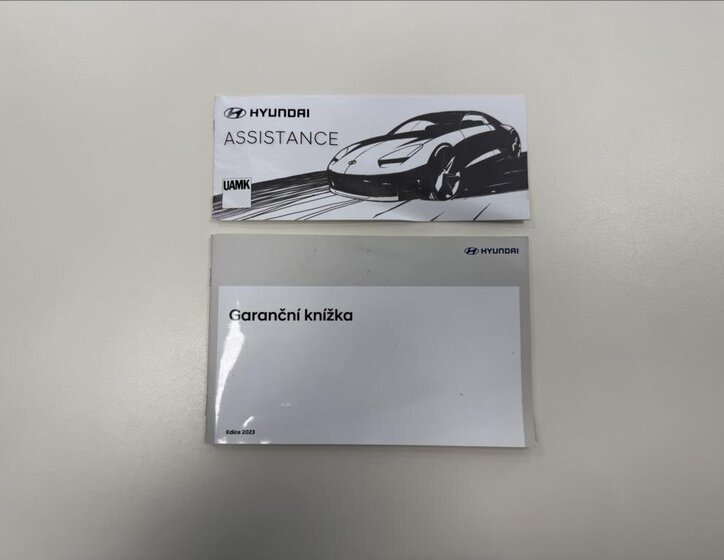 HYUNDAI
ASSISTANCE
UAMK
HYUNDAI
Garanční knížka
Edice 2023